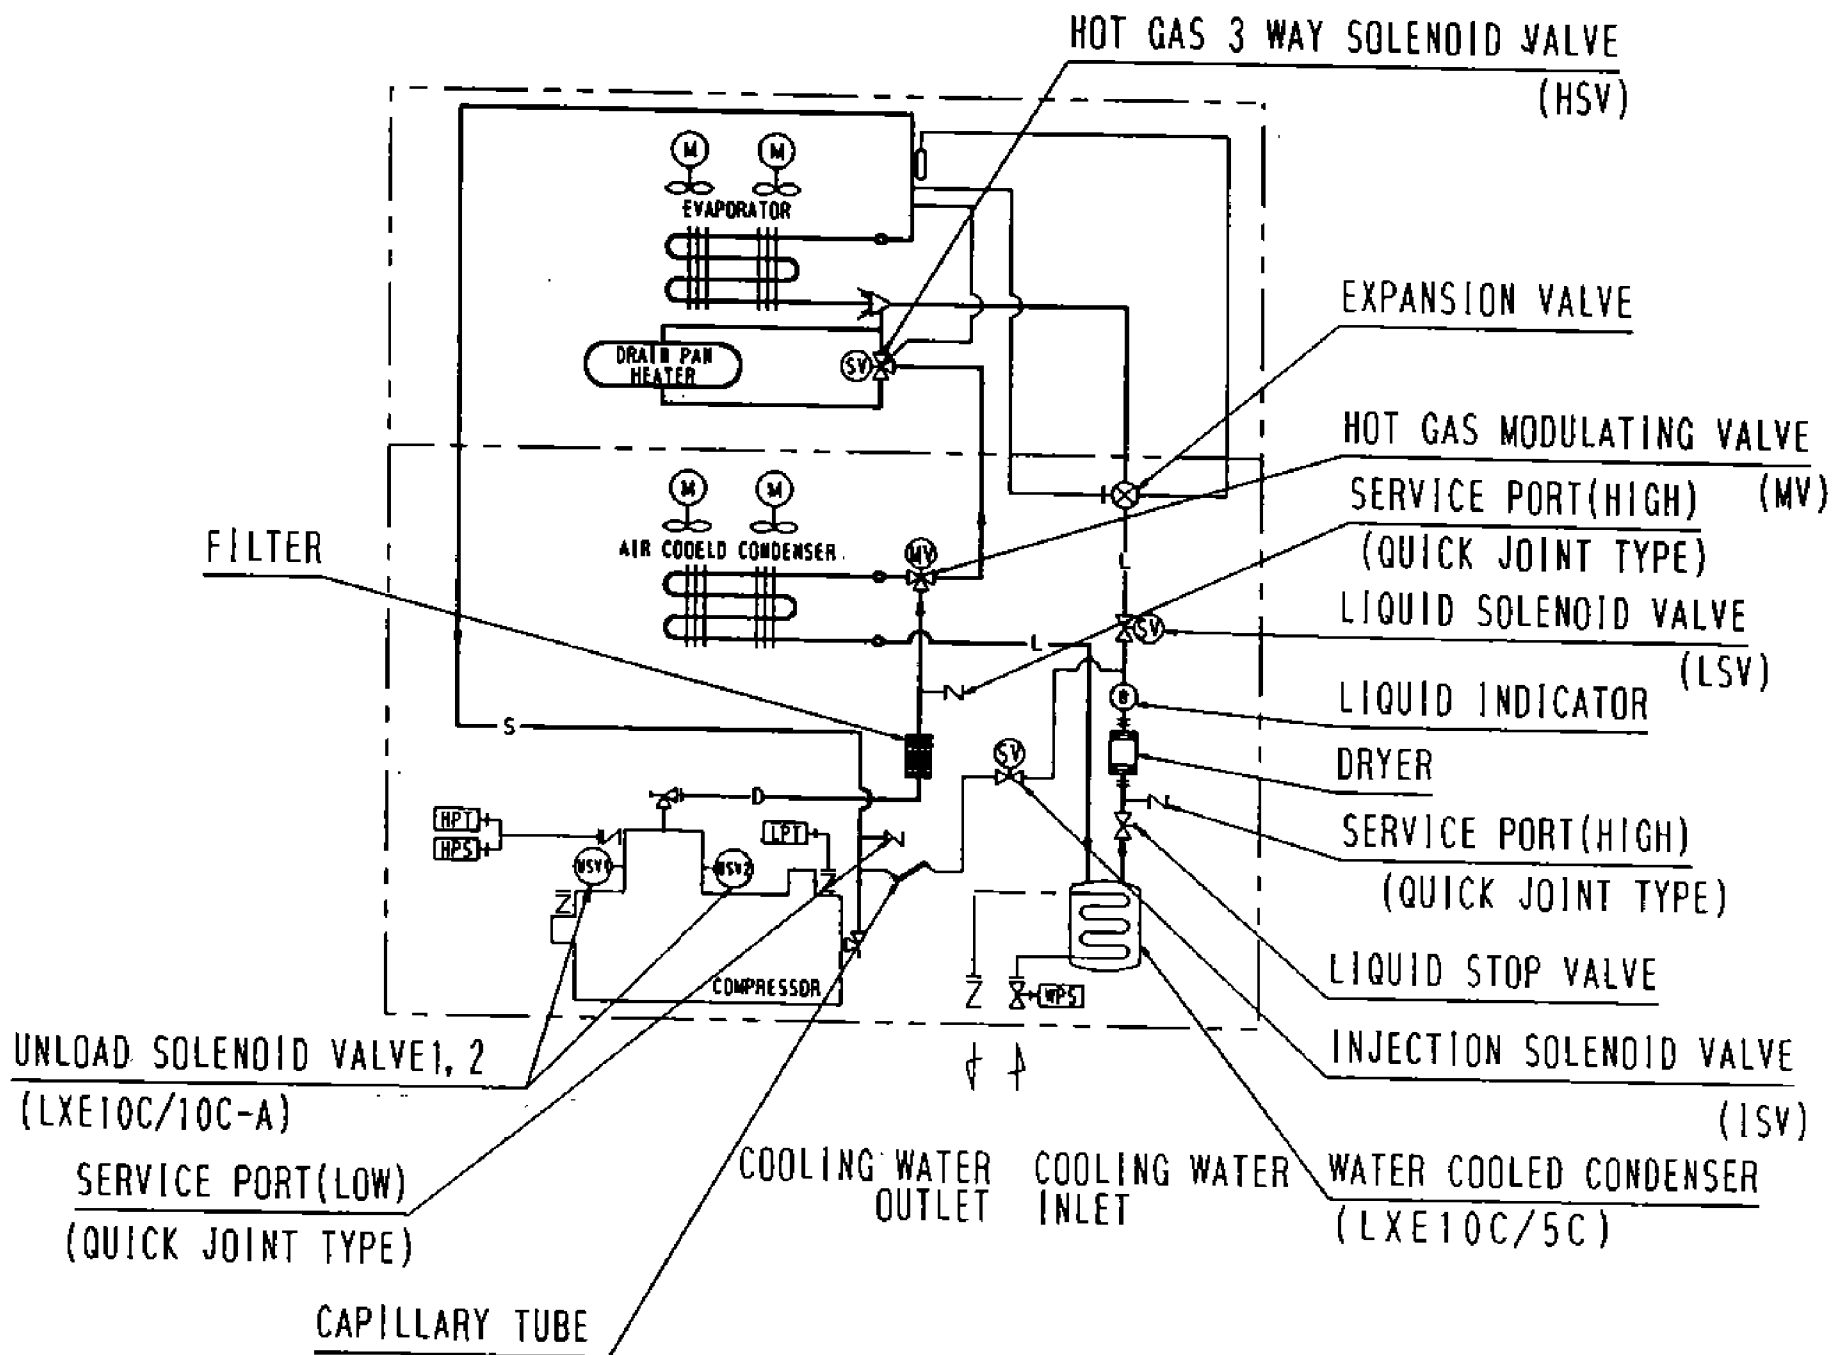 HOT GAS 3 WAY SOLENOID VALVE
(HSV)
M
M
EVAPORATOR
EXPANSION VALVE
DRAIN PAN
HEATER
SV
HOT GAS MODULATING VALVE
(MV)
SERVICE PORT(HIGH)
(QUICK JOINT TYPE)
M
M
FILTER
AIR COOELD CONDENSER
MV
L
LIQUID SOLENOID VALVE
(LSV)
SV
L
LIQUID INDICATOR
S
SV
DRYER
D
HPT
HPS
LPT
SERVICE PORT(HIGH)
(QUICK JOINT TYPE)
USV1
USV2
COMPRESSOR
WPS
LIQUID STOP VALVE
UNLOAD SOLENOID VALVE1,2
(LXE10C/10C-A)
INJECTION SOLENOID VALVE
(ISV)
SERVICE PORT(LOW)
(QUICK JOINT TYPE)
COOLING WATER
OUTLET
COOLING WATER
INLET
WATER COOLED CONDENSER
(LXE10C/5C)
CAPILLARY TUBE